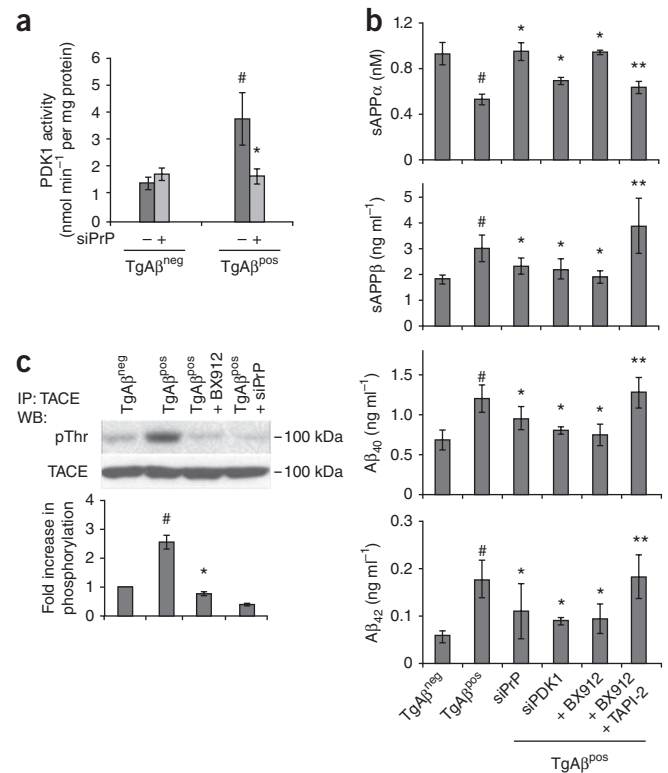 a
PDK1 activity
(nmol min⁻¹ per mg protein)
6
5
4
3
2
1
0
#
*
siPrP
– + – +
TgAβneg TgAβpos
b
sAPPα (nM)
1.2
0.8
0.4
0
#
*
*
*
**
sAPPβ (ng ml⁻¹)
5
4
3
2
1
0
#
*
*
*
**
Aβ40 (ng ml⁻¹)
1.5
1.0
0.5
0
#
*
*
*
**
Aβ42 (ng ml⁻¹)
0.3
0.2
0.1
0
#
*
*
*
**
TgAβneg
TgAβpos
siPrP
siPDK1
+ BX912
+ BX912
+ TAPI-2
TgAβpos
c
IP: TACE
WB:
TgAβneg
TgAβpos
TgAβpos
+ BX912
TgAβpos
+ siPrP
pThr
100 kDa
TACE
100 kDa
Fold increase in
phosphorylation
4
3
2
1
0
#
*